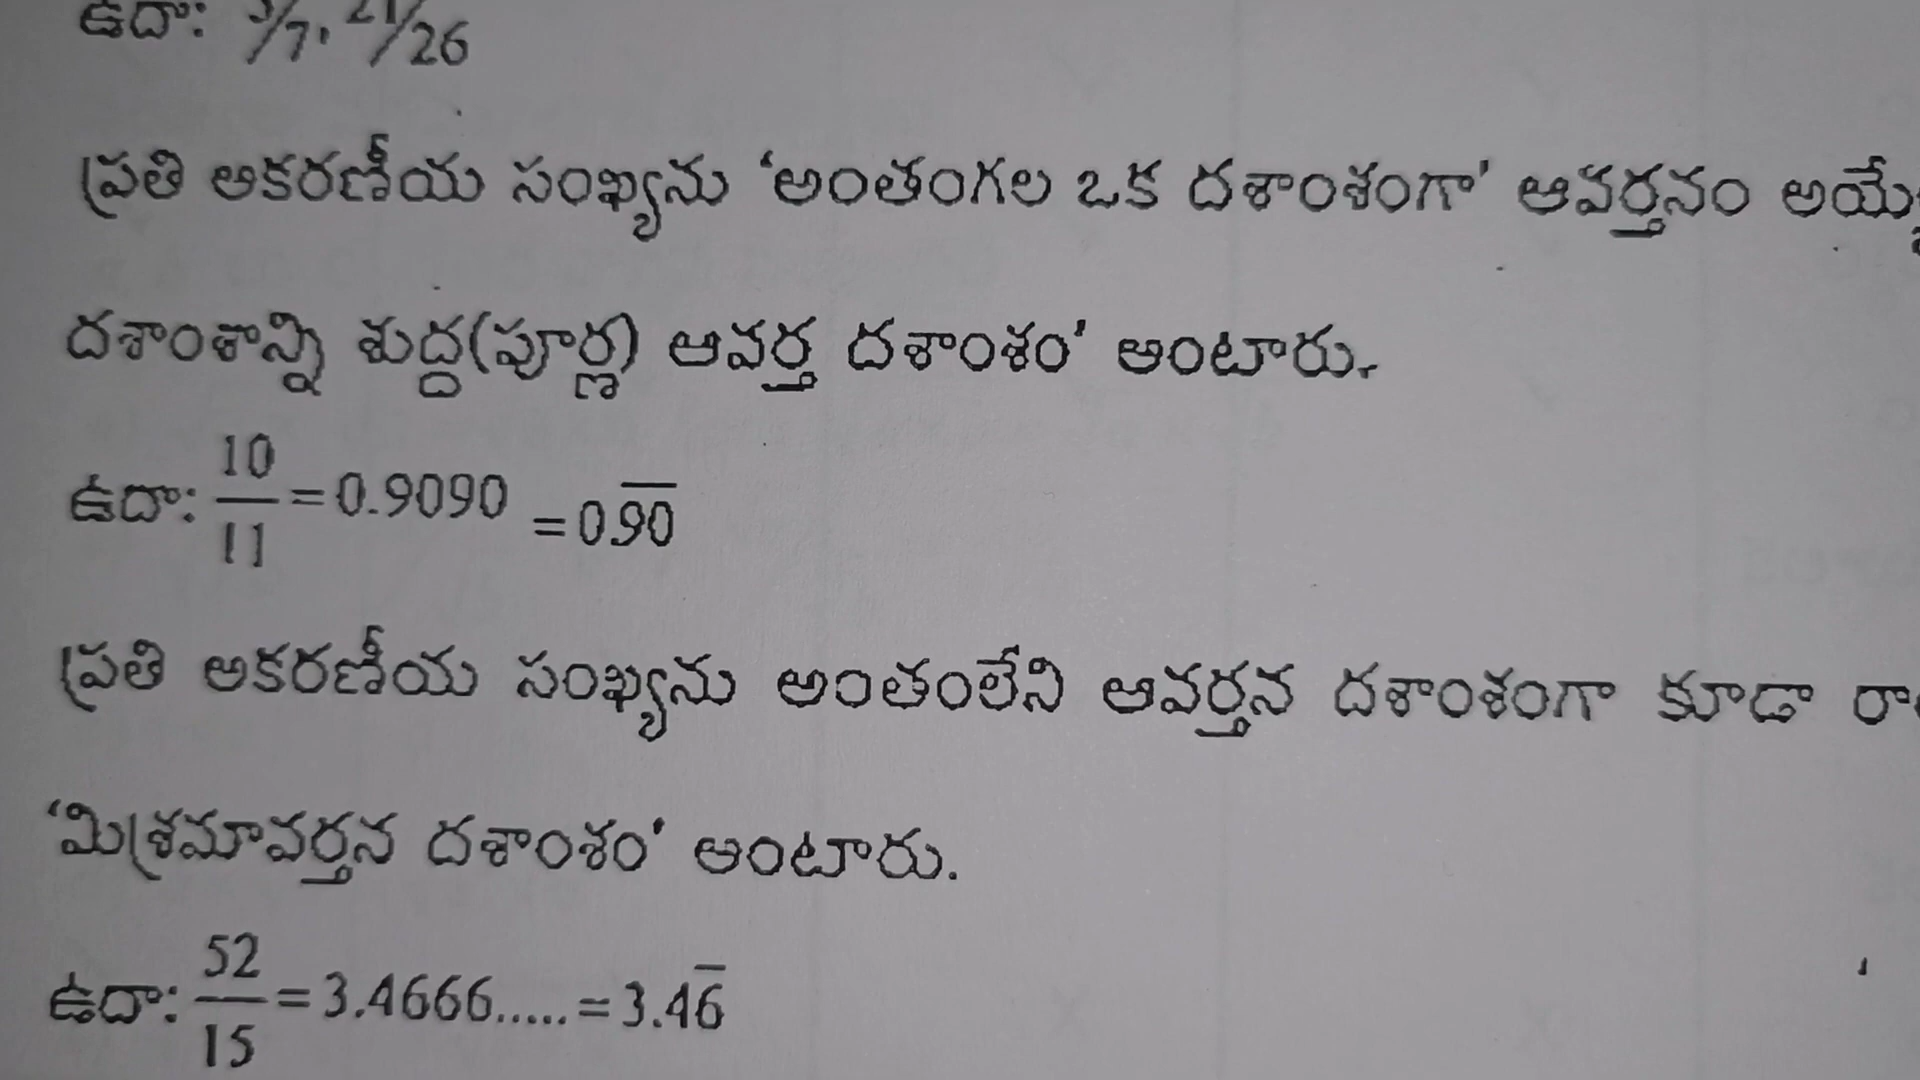 ఉదా: 3/7, 21/26
ప్రతి అకరణీయ సంఖ్యను ‘అంతంగల ఒక దశాంశంగా’ ఆవర్తనం
దశాంశాన్ని శుద్ధ(పూర్ణ) ఆవర్త దశాంశం’ అంటారు.
ఉదా: 10/11 = 0.9090 = 0.9̅0̅
ప్రతి అకరణీయ సంఖ్యను అంతంలేని ఆవర్తన దశాంశంగా కూడా
‘మిశ్రమావర్తన దశాంశం’ అంటారు.
ఉదా: 52/15 = 3.4666..... = 3.46̅